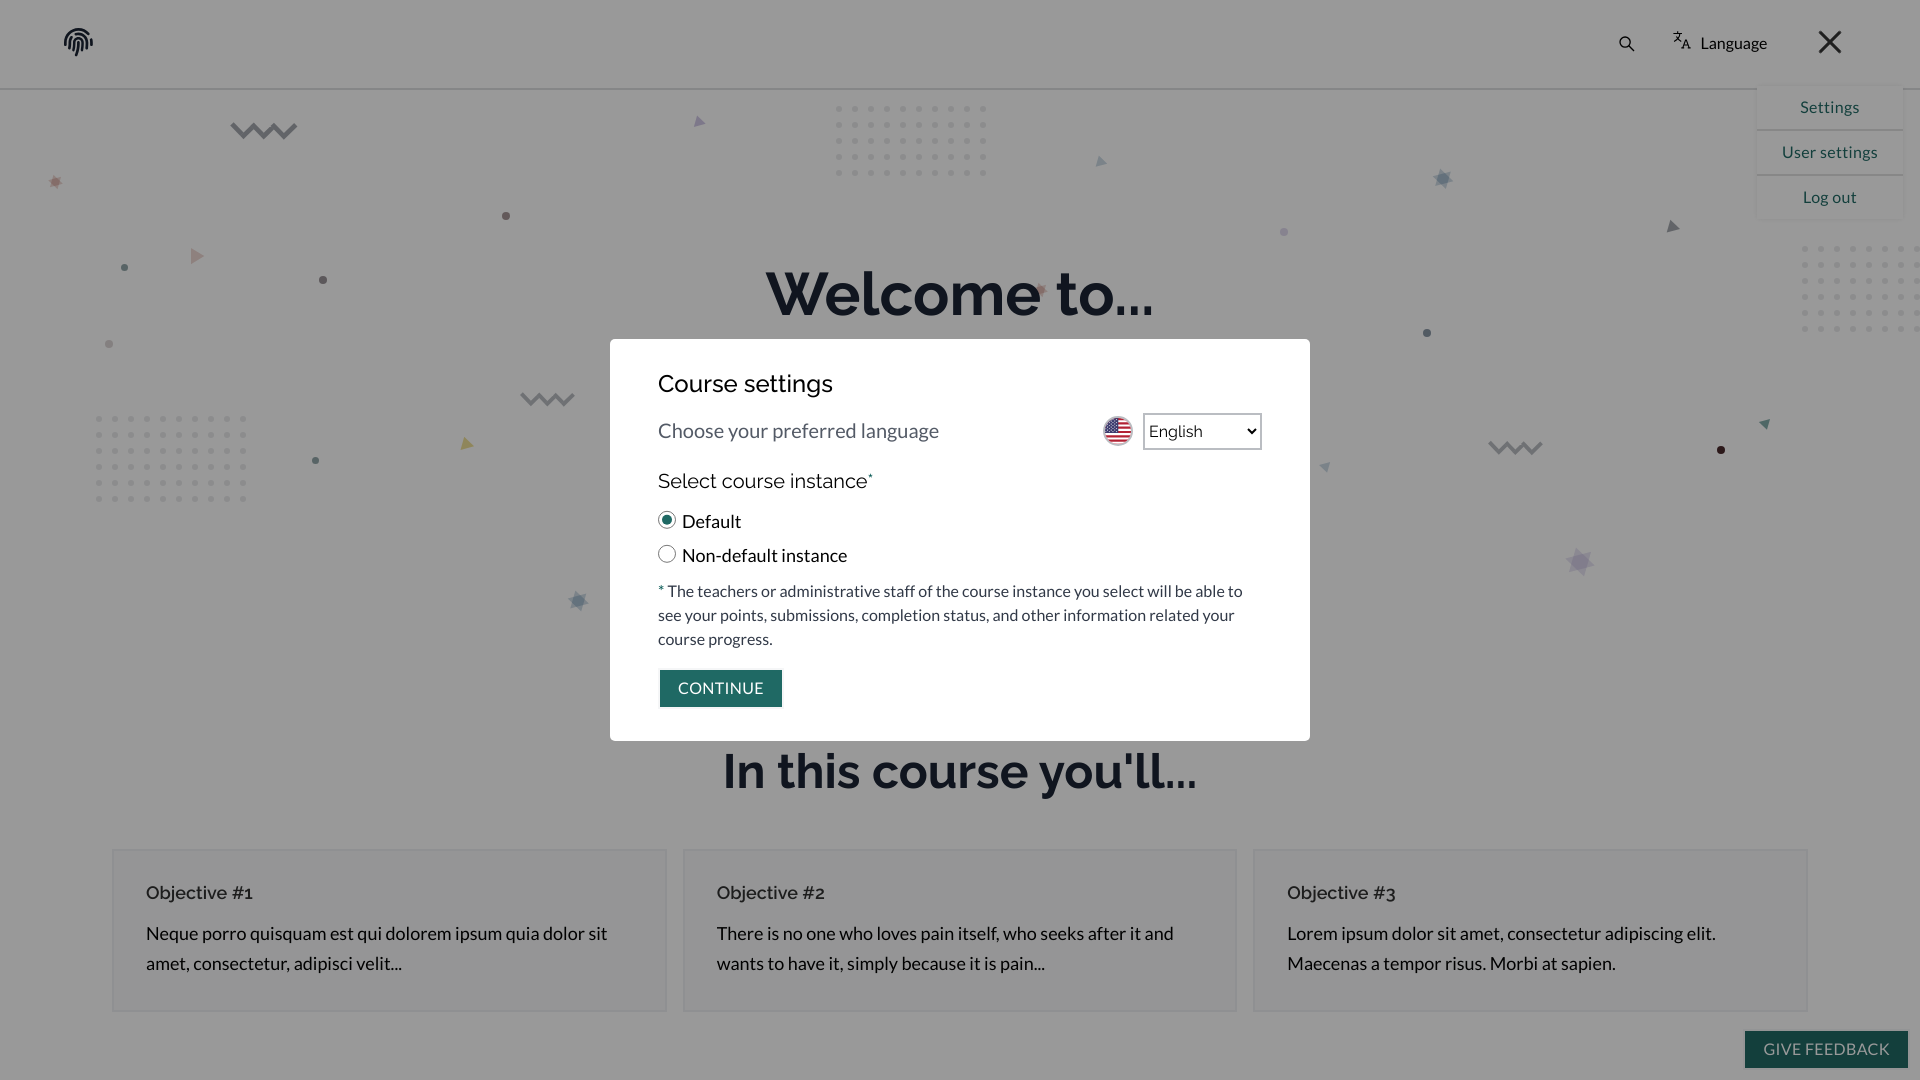 Language
Settings
User settings
Log out
Welcome to...
Course settings
Choose your preferred language
English
Select course instance*
Default
Non-default instance
* The teachers or administrative staff of the course instance you select will be able to
see your points, submissions, completion status, and other information related your
course progress.
CONTINUE
In this course you'll...
Objective #1
Neque porro quisquam est qui dolorem ipsum quia dolor sit
amet, consectetur, adipisci velit...
Objective #2
There is no one who loves pain itself, who seeks after it and
wants to have it, simply because it is pain...
Objective #3
Lorem ipsum dolor sit amet, consectetur adipiscing elit.
Maecenas a tempor risus. Morbi at sapien.
GIVE FEEDBACK